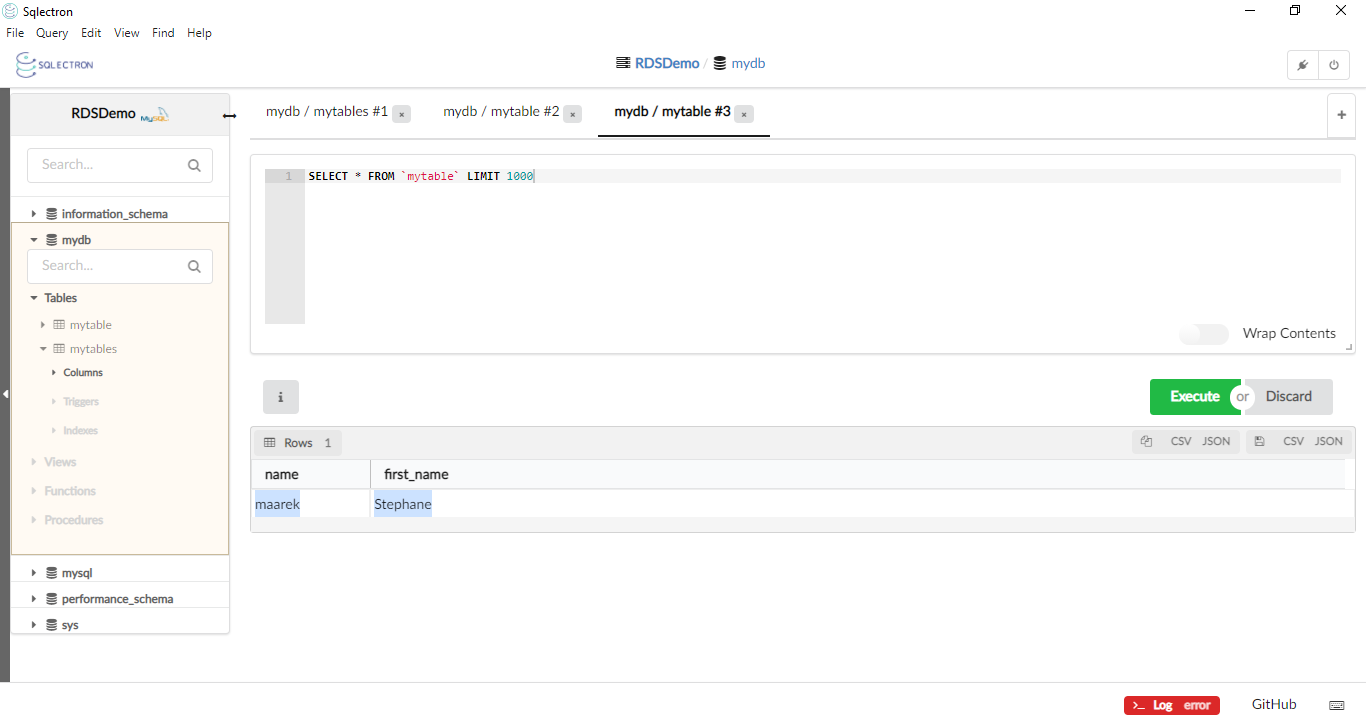 Sqlectron
File Query Edit View Find Help
SQLECTRON
RDSDemo / mydb
RDSDemo MySQL
mydb / mytables #1 ×
mydb / mytable #2 ×
mydb / mytable #3 ×
+
Search...
1 SELECT * FROM `mytable` LIMIT 1000
information_schema
mydb
Search...
Tables
mytable
mytables
Columns
Triggers
Indexes
Views
Functions
Procedures
mysql
performance_schema
sys
Wrap Contents
i
Execute or Discard
Rows 1
CSV JSON
CSV JSON
name first_name
maarek Stephane
>_ Log error
GitHub